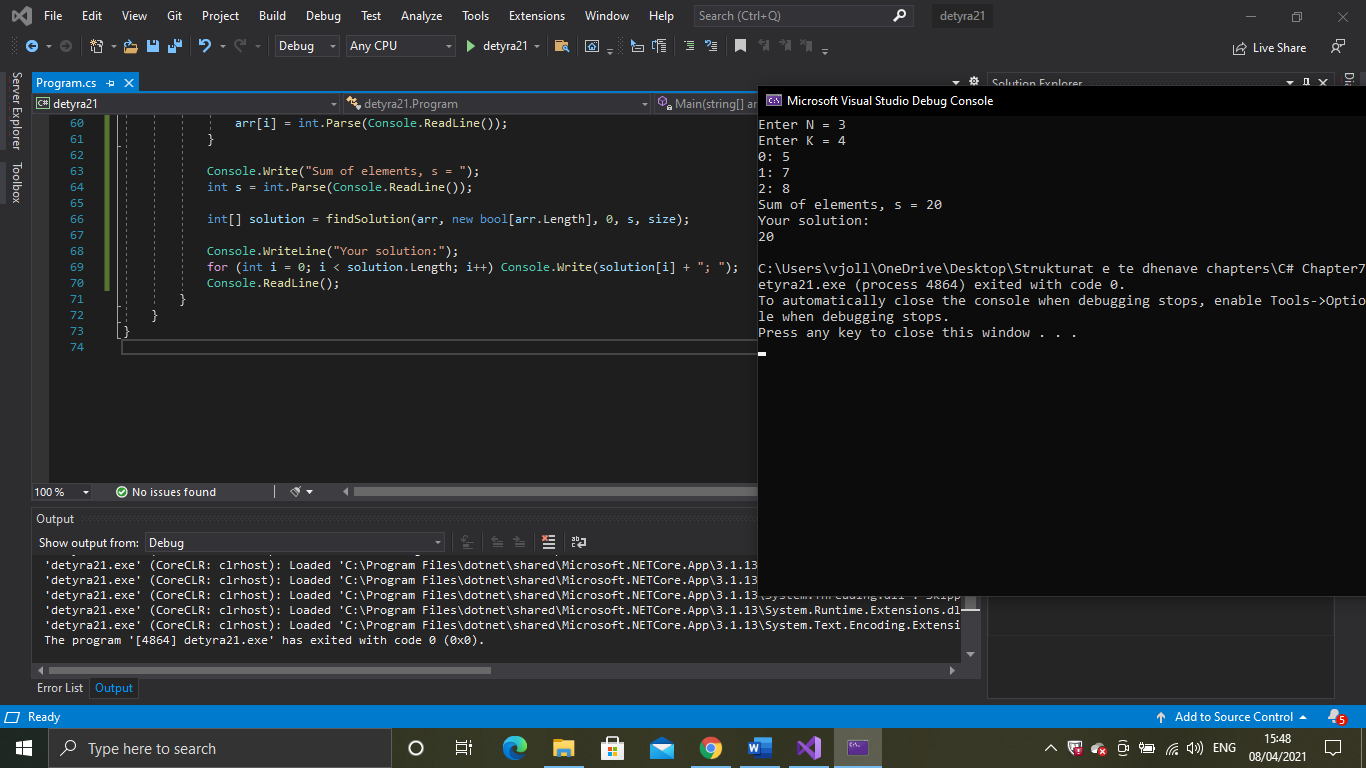 File Edit View Git Project Build Debug Test Analyze Tools Extensions Window Help Search (Ctrl+Q) detyra21
Debug Any CPU detyra21 Live Share
Server Explorer
Toolbox
Program.cs
detyra21 detyra21.Program Main(string[] ar
60 arr[i] = int.Parse(Console.ReadLine());
61 }
62
63 Console.Write("Sum of elements, s = ");
64 int s = int.Parse(Console.ReadLine());
65
66 int[] solution = findSolution(arr, new bool[arr.Length], 0, s, size);
67
68 Console.WriteLine("Your solution:");
69 for (int i = 0; i < solution.Length; i++) Console.Write(solution[i] + "; ");
70 Console.ReadLine();
71 }
72 }
73 }
74
100 % No issues found
Solution Explorer
Microsoft Visual Studio Debug Console
Enter N = 3
Enter K = 4
0: 5
1: 7
2: 8
Sum of elements, s = 20
Your solution:
20
C:\Users\vjoll\OneDrive\Desktop\Strukturat e te dhenave chapters\C# Chapter7
etyra21.exe (process 4864) exited with code 0.
To automatically close the console when debugging stops, enable Tools->Optio
le when debugging stops.
Press any key to close this window . . .
Output
Show output from: Debug
'detyra21.exe' (CoreCLR: clrhost): Loaded 'C:\Program Files\dotnet\shared\Microsoft.NETCore.App\3.1.13
'detyra21.exe' (CoreCLR: clrhost): Loaded 'C:\Program Files\dotnet\shared\Microsoft.NETCore.App\3.1.13
'detyra21.exe' (CoreCLR: clrhost): Loaded 'C:\Program Files\dotnet\shared\Microsoft.NETCore.App\3.1.13\System.Threading.dll'. Skipp
'detyra21.exe' (CoreCLR: clrhost): Loaded 'C:\Program Files\dotnet\shared\Microsoft.NETCore.App\3.1.13\System.Runtime.Extensions.dl
'detyra21.exe' (CoreCLR: clrhost): Loaded 'C:\Program Files\dotnet\shared\Microsoft.NETCore.App\3.1.13\System.Text.Encoding.Extensi
The program '[4864] detyra21.exe' has exited with code 0 (0x0).
Error List Output
Ready Add to Source Control 5
Type here to search ENG 15:48
08/04/2021